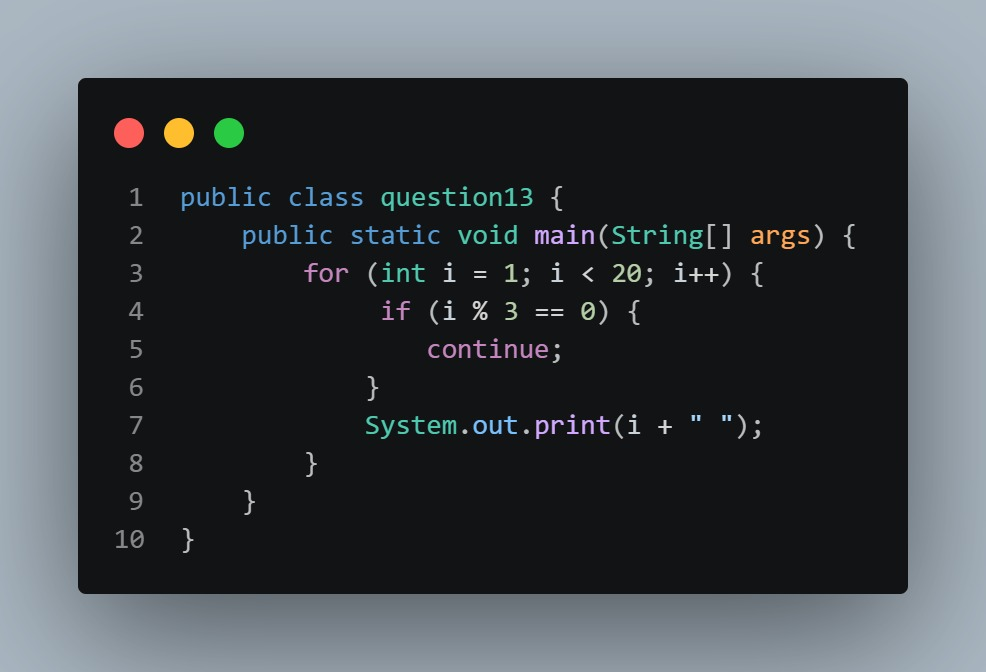 1 public class question13 {
2     public static void main(String[] args) {
3         for (int i = 1; i < 20; i++) {
4              if (i % 3 == 0) {
5                 continue;
6             }
7             System.out.print(i + " ");
8         }
9     }
10 }